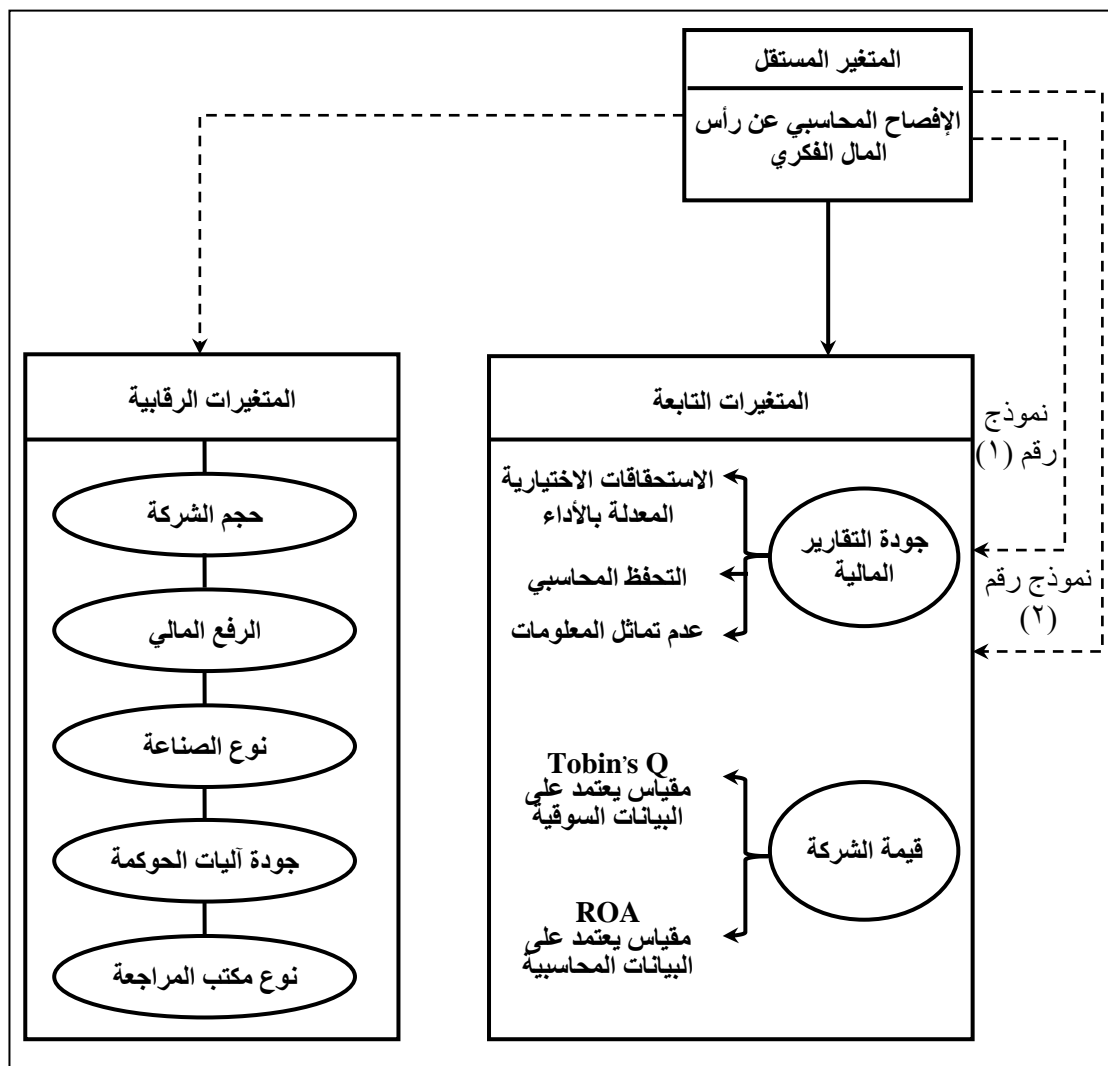 المتغير المستقل
الإفصاح المحاسبي عن رأس
المال الفكري
المتغيرات التابعة
نموذج
رقم (١)
نموذج رقم
(٢)
جودة التقارير
المالية
الاستحقاقات الاختيارية
المعدلة بالأداء
التحفظ المحاسبي
عدم تماثل المعلومات
قيمة الشركة
Tobin's Q
مقياس يعتمد على
البيانات السوقية
ROA
مقياس يعتمد على
البيانات المحاسبية
المتغيرات الرقابية
حجم الشركة
الرفع المالي
نوع الصناعة
جودة آليات الحوكمة
نوع مكتب المراجعة